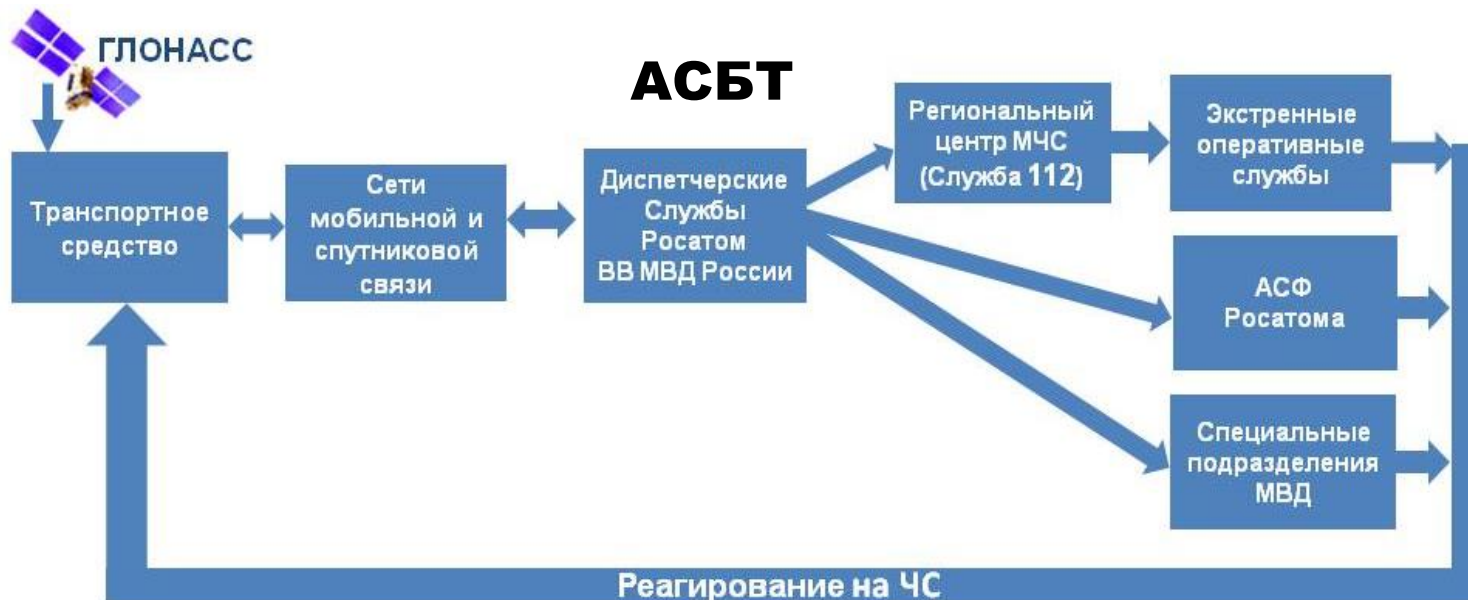 ГЛОНАСС
АСБТ
Транспортное
средство
Сети
мобильной и
спутниковой
связи
Диспетчерские
Службы
Росатом
ВВ МВД России
Региональный
центр МЧС
(Служба 112)
Экстренные
оперативные
службы
АСФ
Росатома
Специальные
подразделения
МВД
Реагирование на ЧС